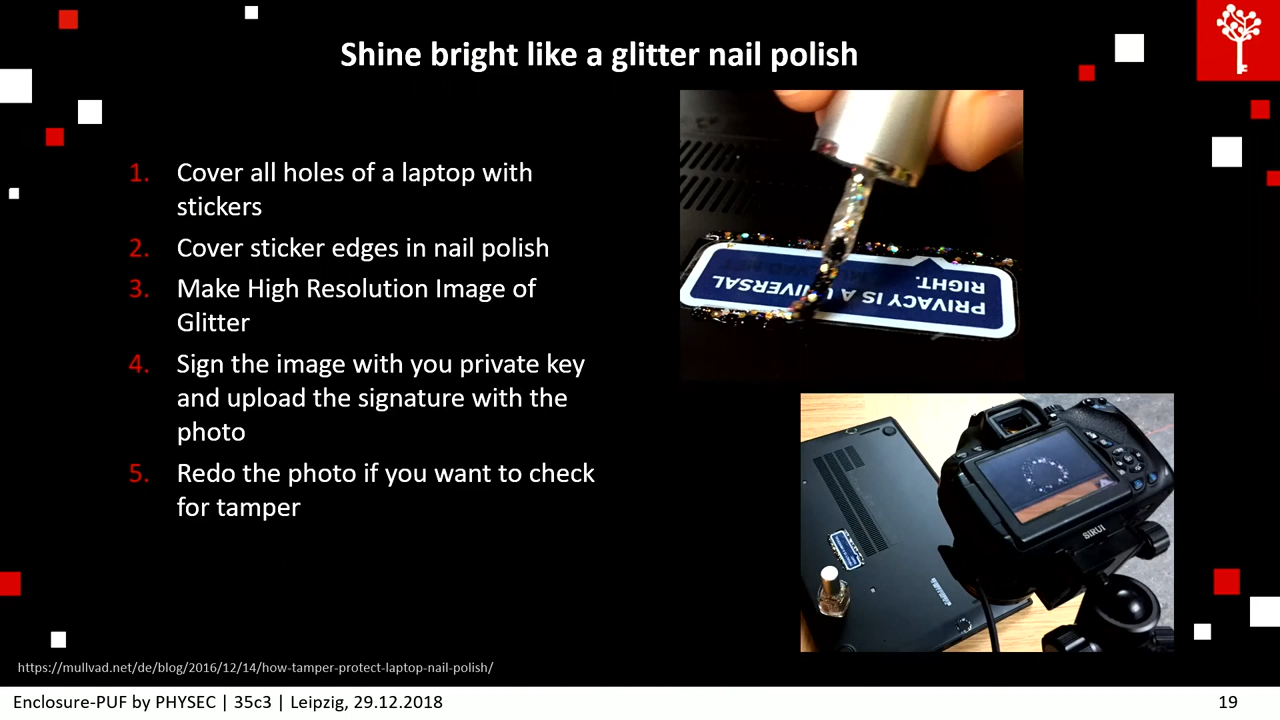 Shine bright like a glitter nail polish
1. Cover all holes of a laptop with
stickers
2. Cover sticker edges in nail polish
3. Make High Resolution Image of
Glitter
4. Sign the image with you private key
and upload the signature with the
photo
5. Redo the photo if you want to check
for tamper
PRIVACY IS A UNIVERSAL
RIGHT.
SIRUI
https://mullvad.net/de/blog/2016/12/14/how-tamper-protect-laptop-nail-polish/
Enclosure-PUF by PHYSEC | 35c3 | Leipzig, 29.12.2018
19